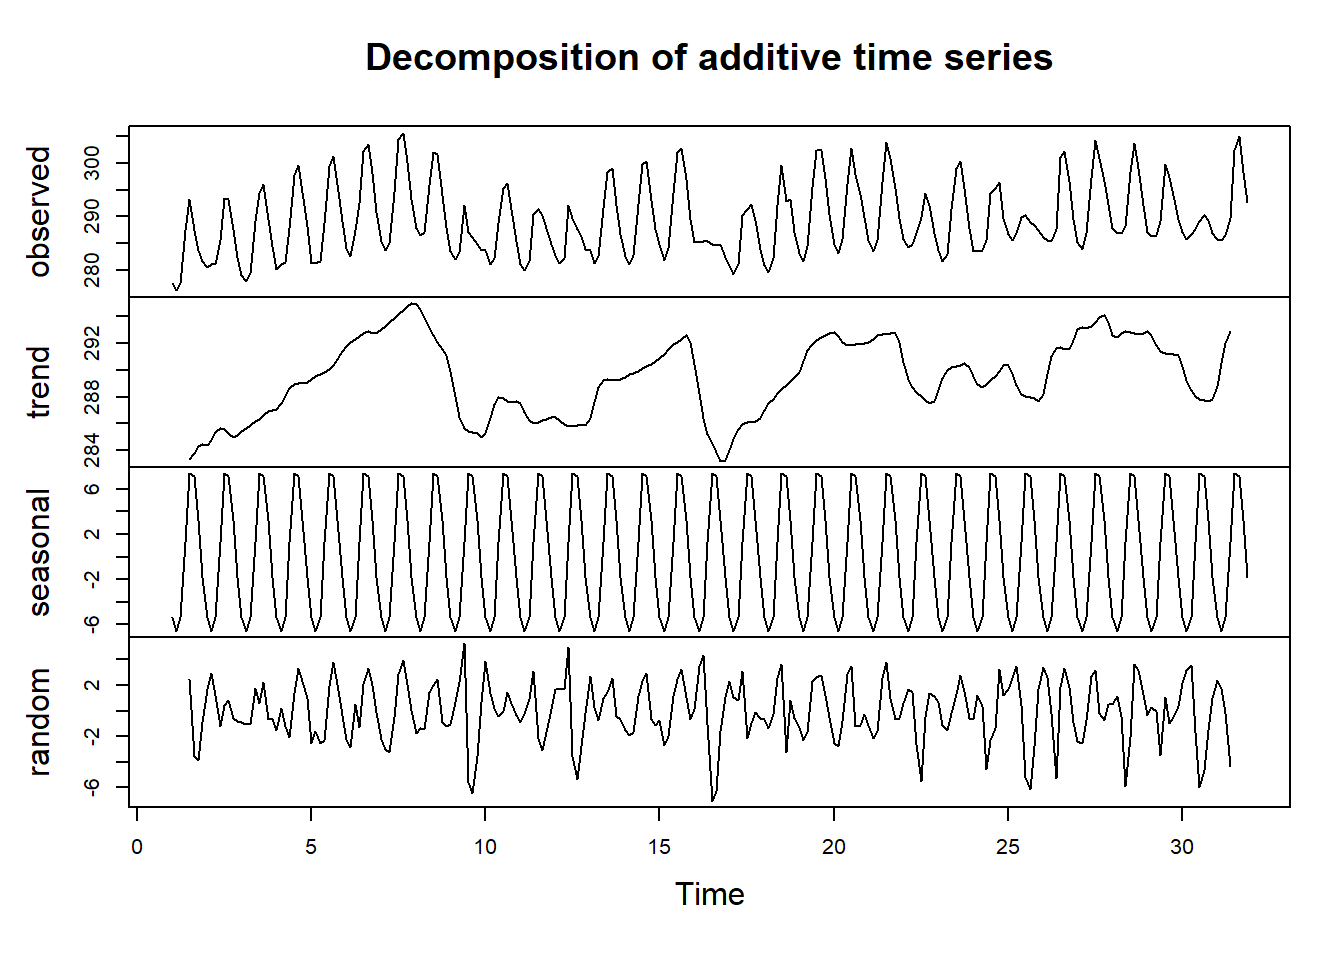 Decomposition of additive time series
observed
280 290 300
trend
284 288 292
seasonal
-6 -2 2 6
random
-6 -2 2
0 5 10 15 20 25 30
Time